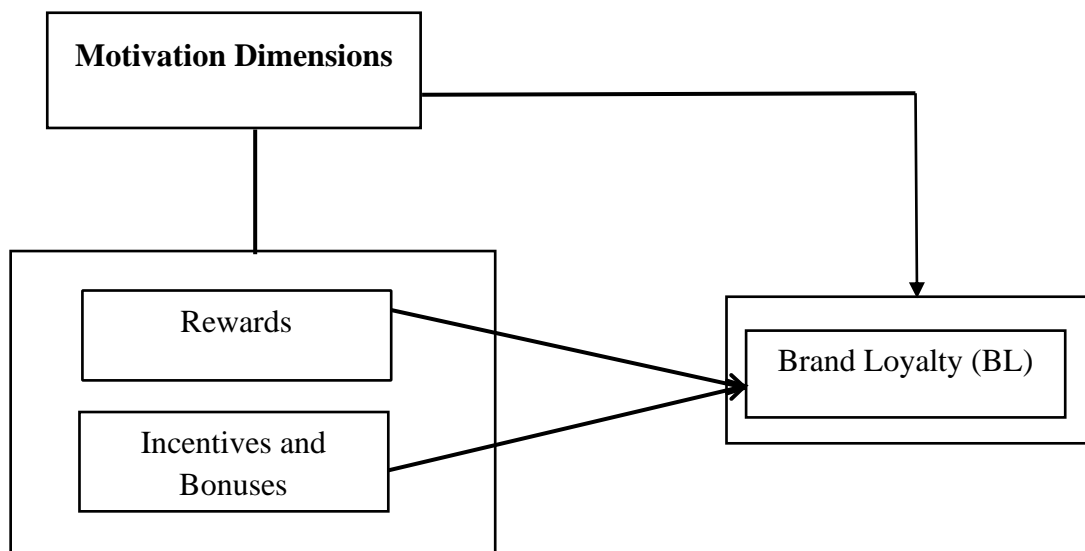 Motivation Dimensions
Rewards
Brand Loyalty (BL)
Incentives and
Bonuses